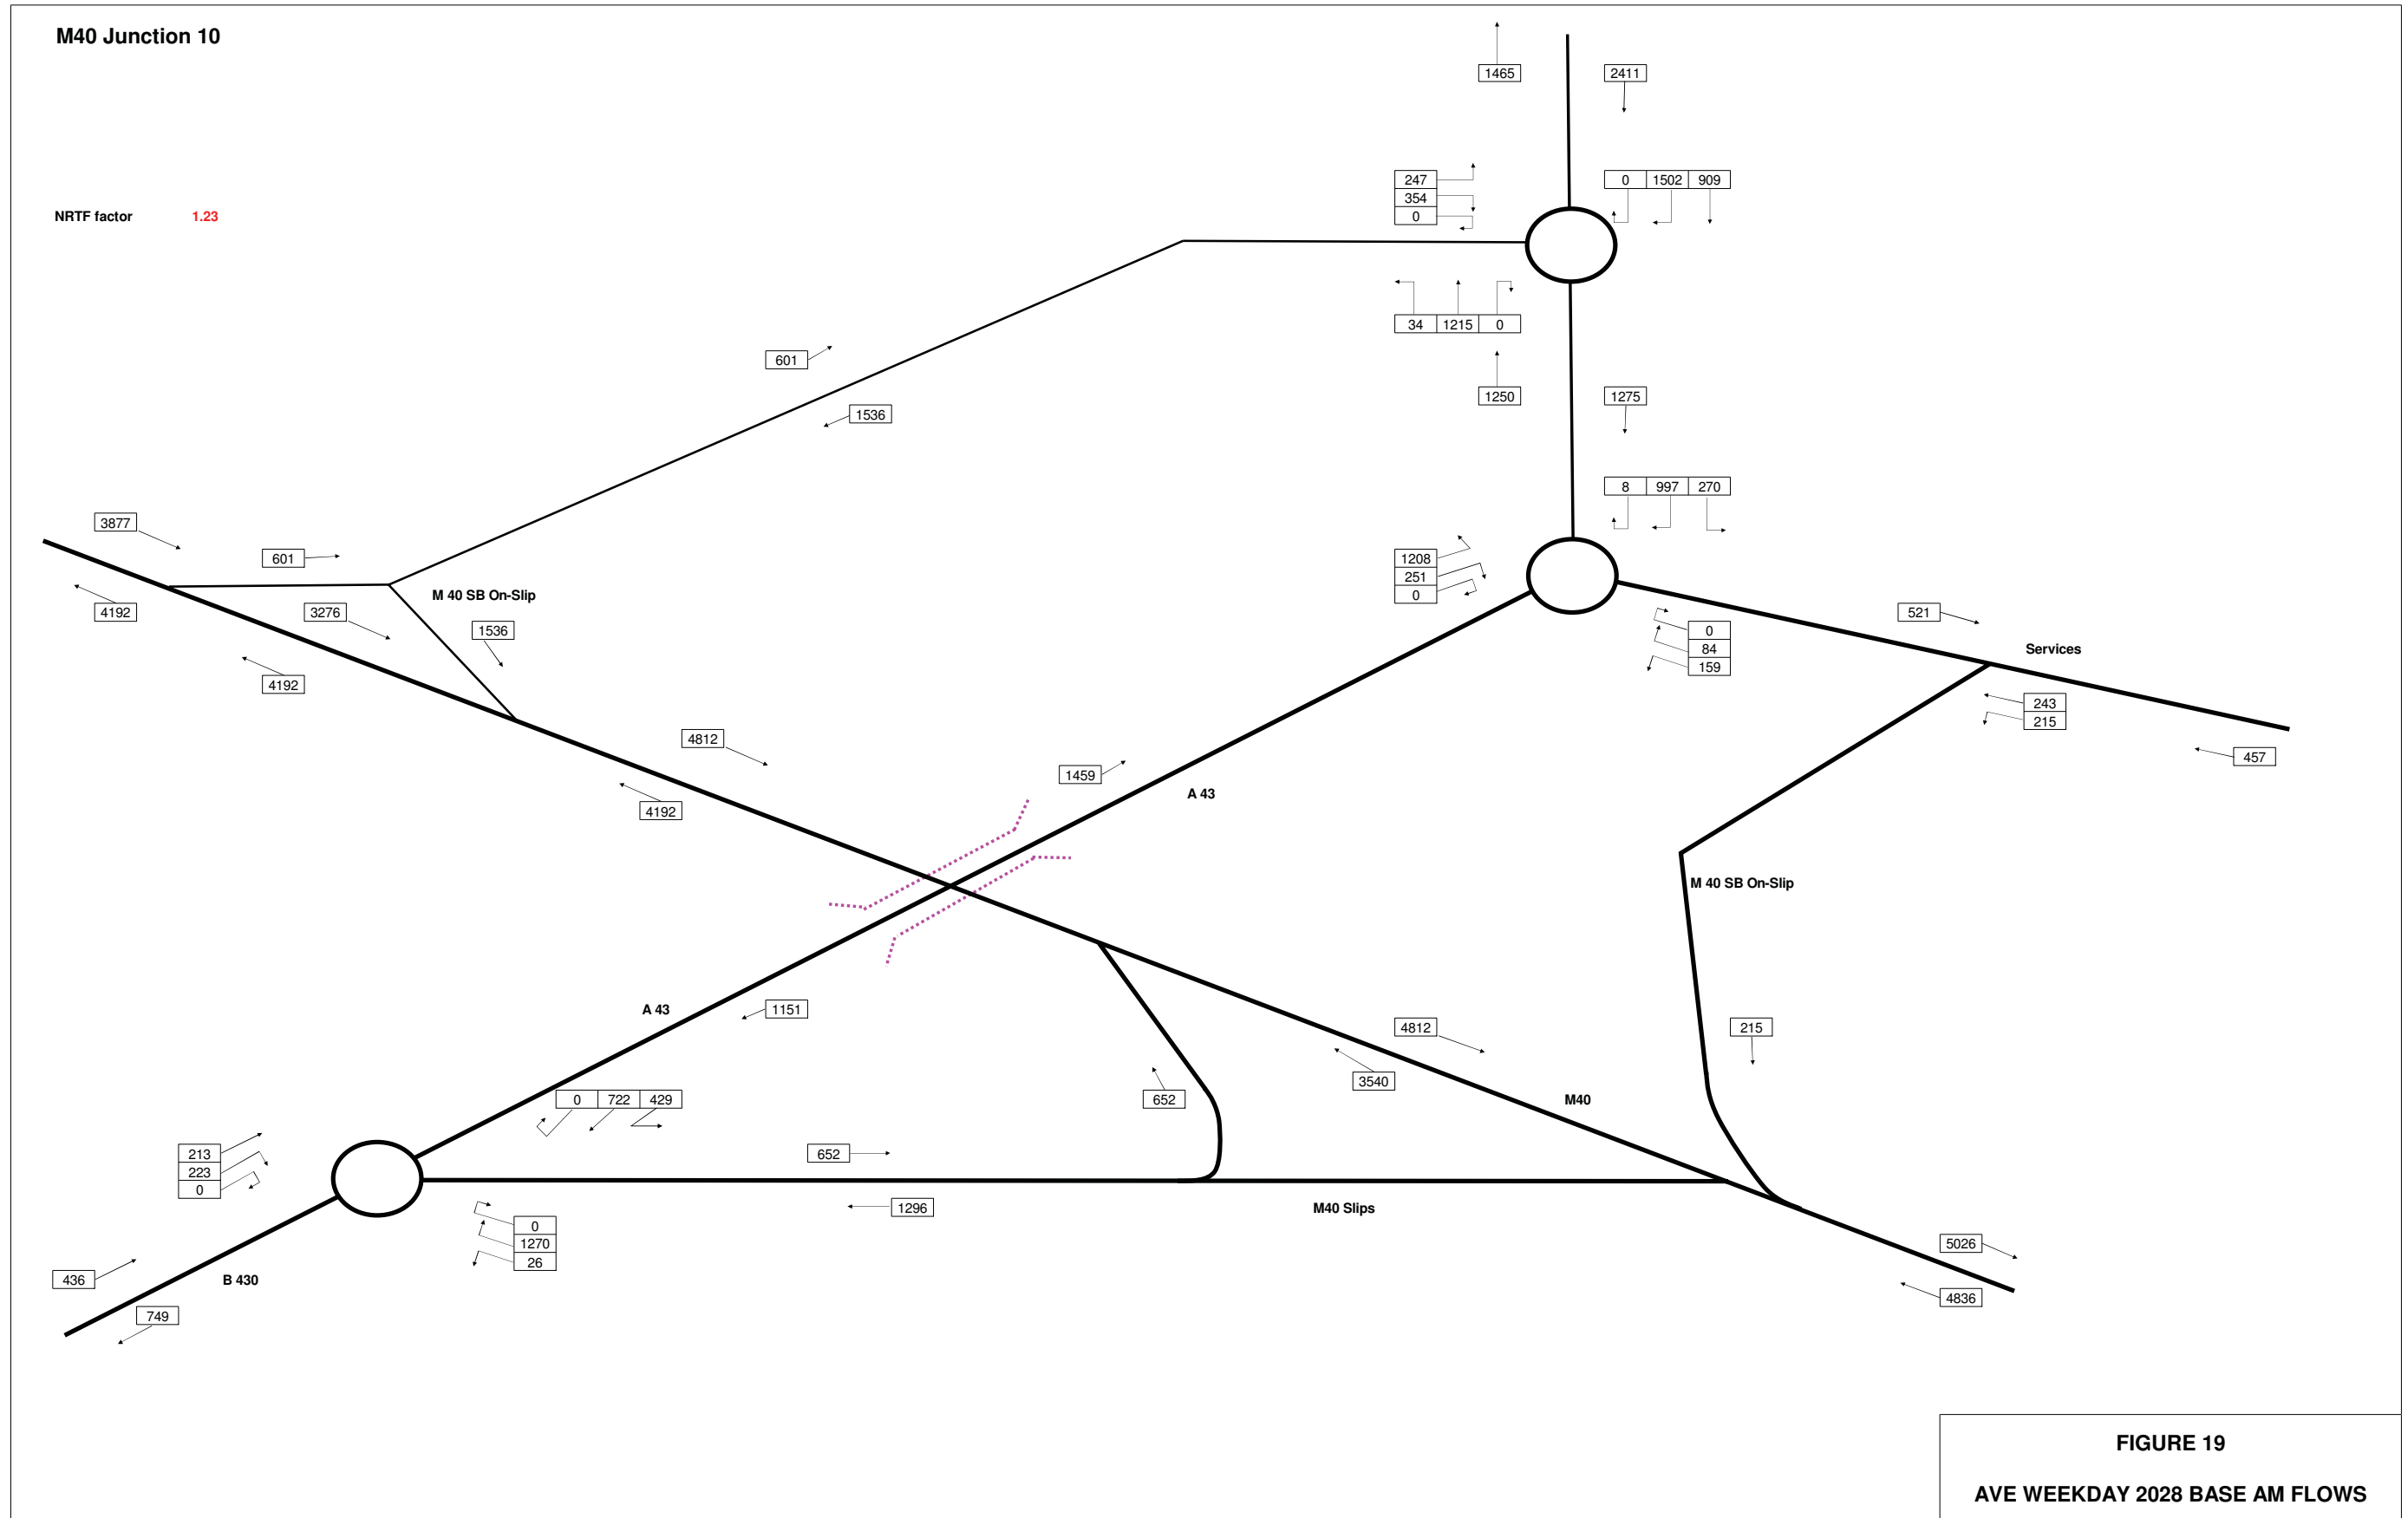 M40 Junction 10
1465
2411
247
354
0
0 1502 909
NRTF factor 1.23
34 1215 0
601
1250
1275
1536
8 997 270
3877
601
1208
251
0
M 40 SB On-Slip
4192
3276
1536
521
0
84
159
Services
4192
243
215
4812
457
1459
A 43
4192
M 40 SB On-Slip
A 43
1151
4812
215
3540
0 722 429
652
M40
213
223
0
652
1296
M40 Slips
0
1270
26
5026
436
B 430
4836
749
FIGURE 19
AVE WEEKDAY 2028 BASE AM FLOWS